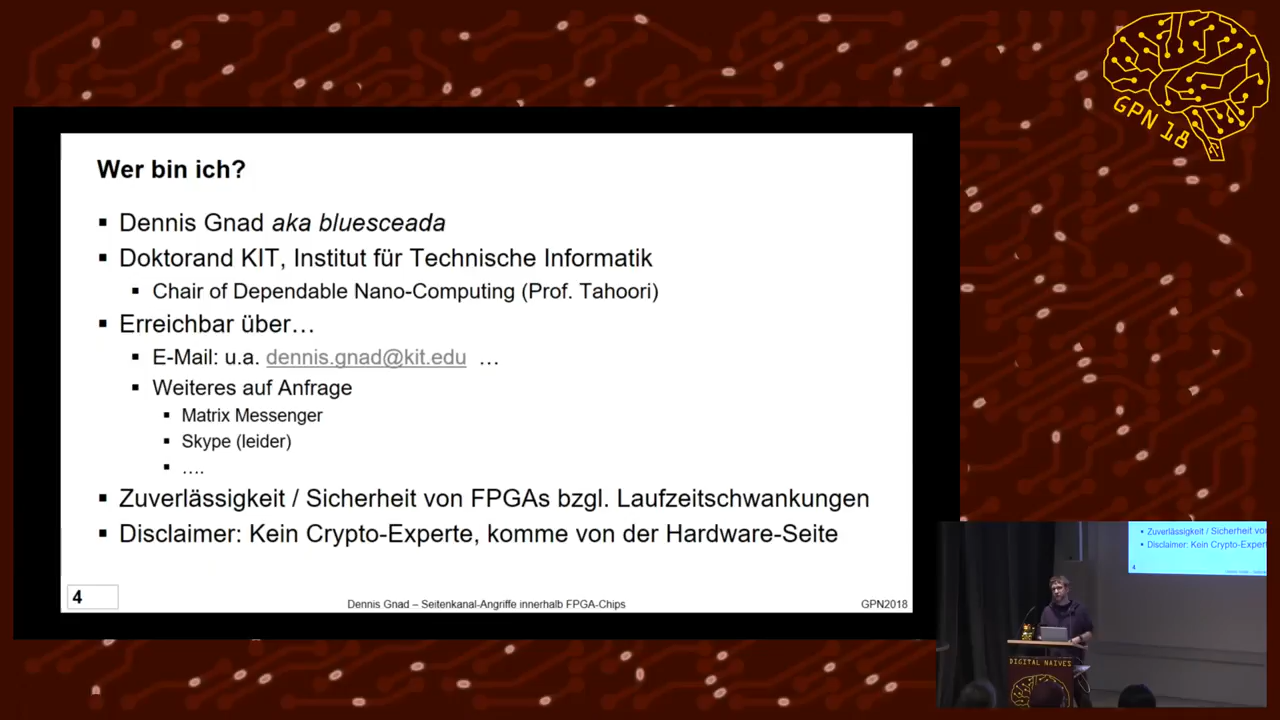 GPN 18
Wer bin ich?
Dennis Gnad aka bluesceada
Doktorand KIT, Institut für Technische Informatik
Chair of Dependable Nano-Computing (Prof. Tahoori)
Erreichbar über…
E-Mail: u.a. dennis.gnad@kit.edu …
Weiteres auf Anfrage
Matrix Messenger
Skype (leider)
….
Zuverlässigkeit / Sicherheit von FPGAs bzgl. Laufzeitschwankungen
Disclaimer: Kein Crypto-Experte, komme von der Hardware-Seite
4
Dennis Gnad – Seitenkanal-Angriffe innerhalb FPGA-Chips
GPN2018
Zuverlässigkeit / Sicherheit vo
Disclaimer: Kein Crypto-Exper
4
DIGITAL NAIVES